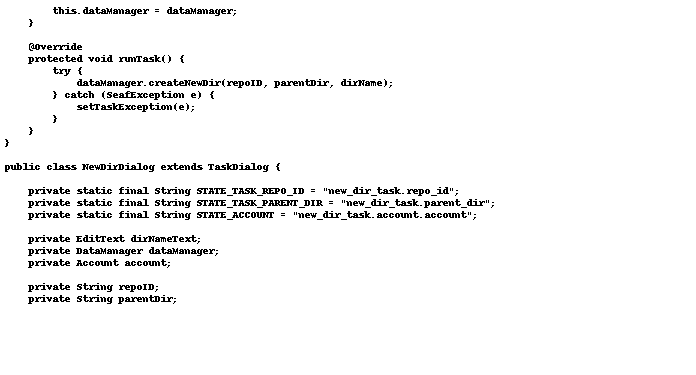 this.dataManager = dataManager;
    }

    @Override
    protected void runTask() {
        try {
            dataManager.createNewDir(repoID, parentDir, dirName);
        } catch (SeafException e) {
            setTaskException(e);
        }
    }
}

public class NewDirDialog extends TaskDialog {

    private static final String STATE_TASK_REPO_ID = "new_dir_task.repo_id";
    private static final String STATE_TASK_PARENT_DIR = "new_dir_task.parent_dir";
    private static final String STATE_ACCOUNT = "new_dir_task.account.account";

    private EditText dirNameText;
    private DataManager dataManager;
    private Account account;

    private String repoID;
    private String parentDir;